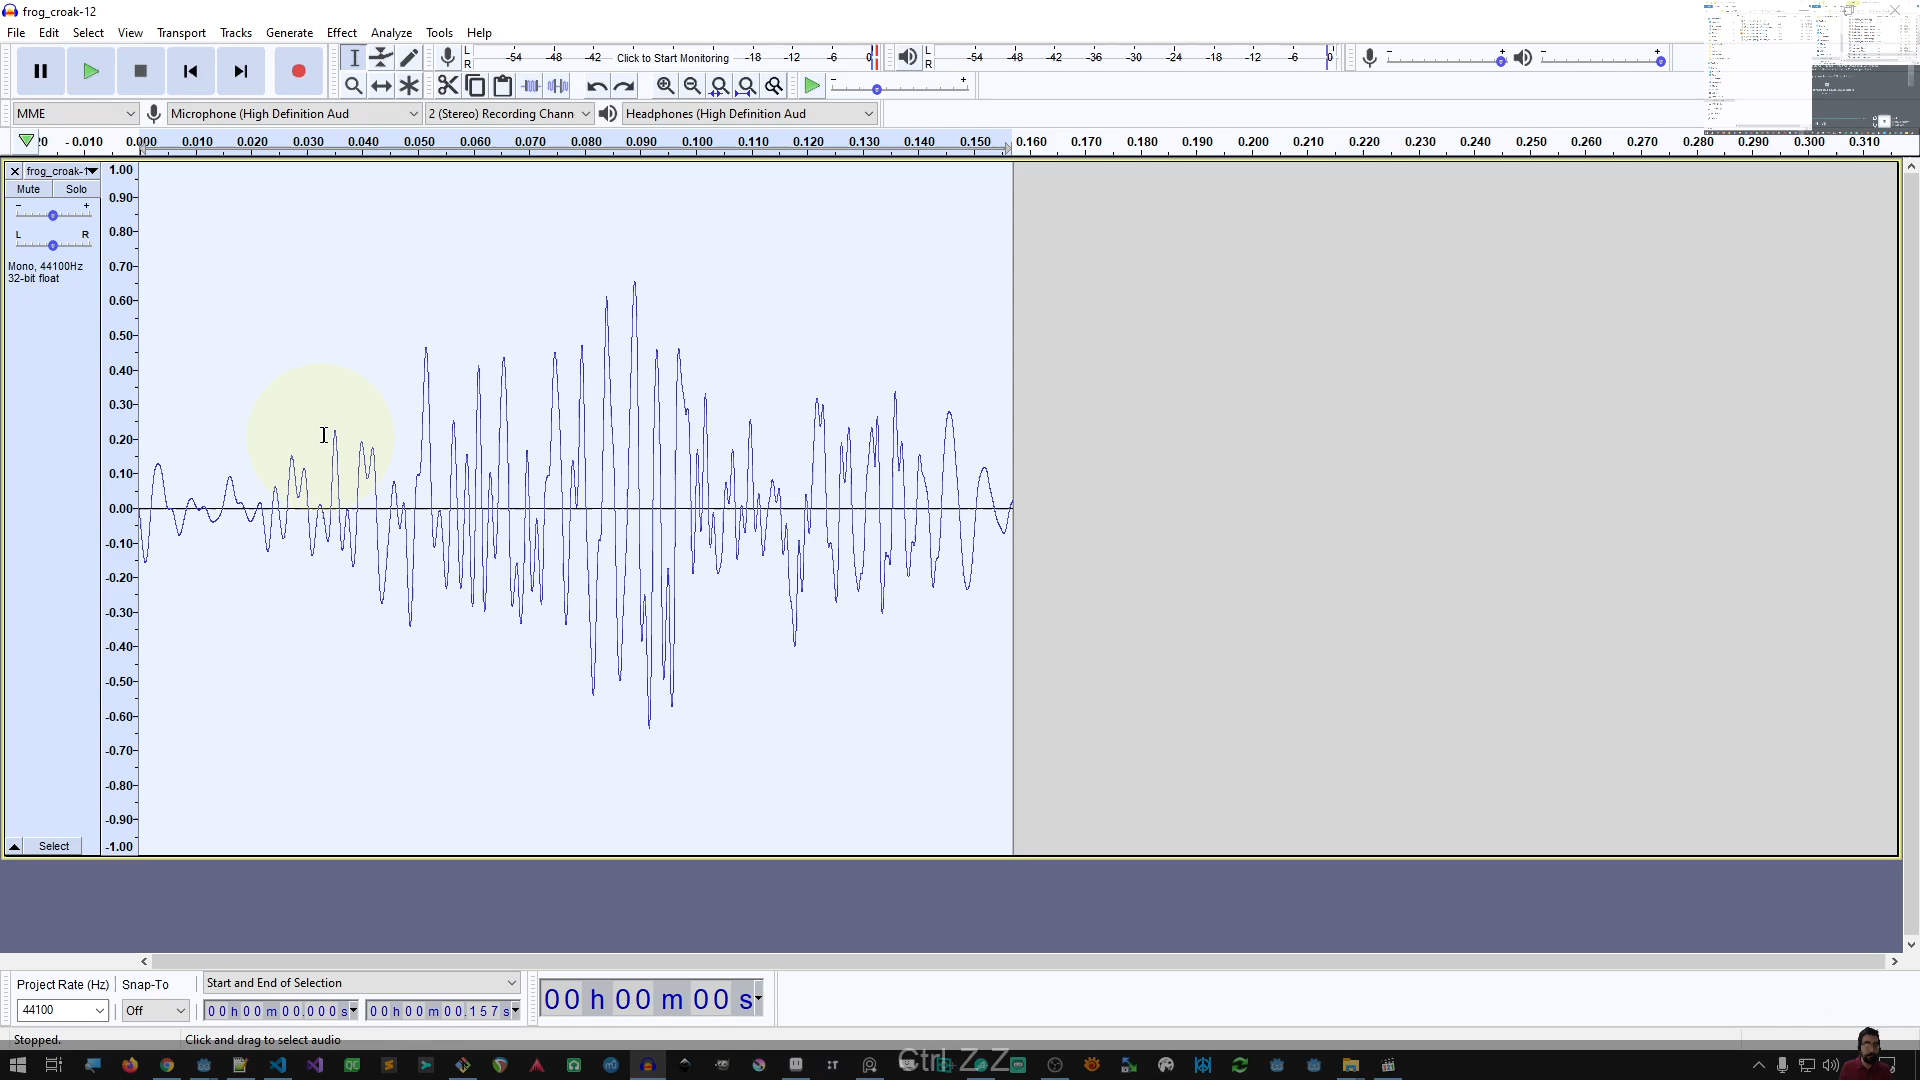 frog_croak-12
File Edit Select View Transport Tracks Generate Effect Analyze Tools Help
L R -54 -48 -42 Click to Start Monitoring -18 -12 -6 0 L R -54 -48 -42 -36 -30 -24 -18 -12 -6 0 - + - +
- +
MME Microphone (High Definition Aud 2 (Stereo) Recording Chann Headphones (High Definition Aud
-0.010 0.000 0.010 0.020 0.030 0.040 0.050 0.060 0.070 0.080 0.090 0.100 0.110 0.120 0.130 0.140 0.150 0.160 0.170 0.180 0.190 0.200 0.210 0.220 0.230 0.240 0.250 0.260 0.270 0.280 0.290 0.300 0.310
frog_croak-1
Mute Solo
- +
L R
Mono, 44100Hz
32-bit float
1.00
0.90
0.80
0.70
0.60
0.50
0.40
0.30
0.20
0.10
0.00
-0.10
-0.20
-0.30
-0.40
-0.50
-0.60
-0.70
-0.80
-0.90
-1.00
Select
Project Rate (Hz) Snap-To Start and End of Selection
44100 Off 00 h 00 m 00.000 s 00 h 00 m 00.157 s 00 h 00 m 00 s
Stopped. Click and drag to select audio
Ctrl Z Z